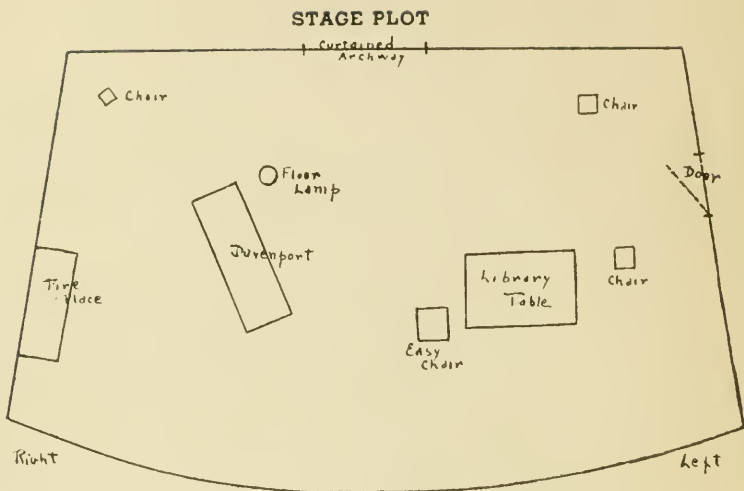 STAGE PLOT
Curtained
Archway
Chair
Chair
Door
Floor
Lamp
Davenport
Fire
Place
Library
Table
Chair
Easy
Chair
Right
Left